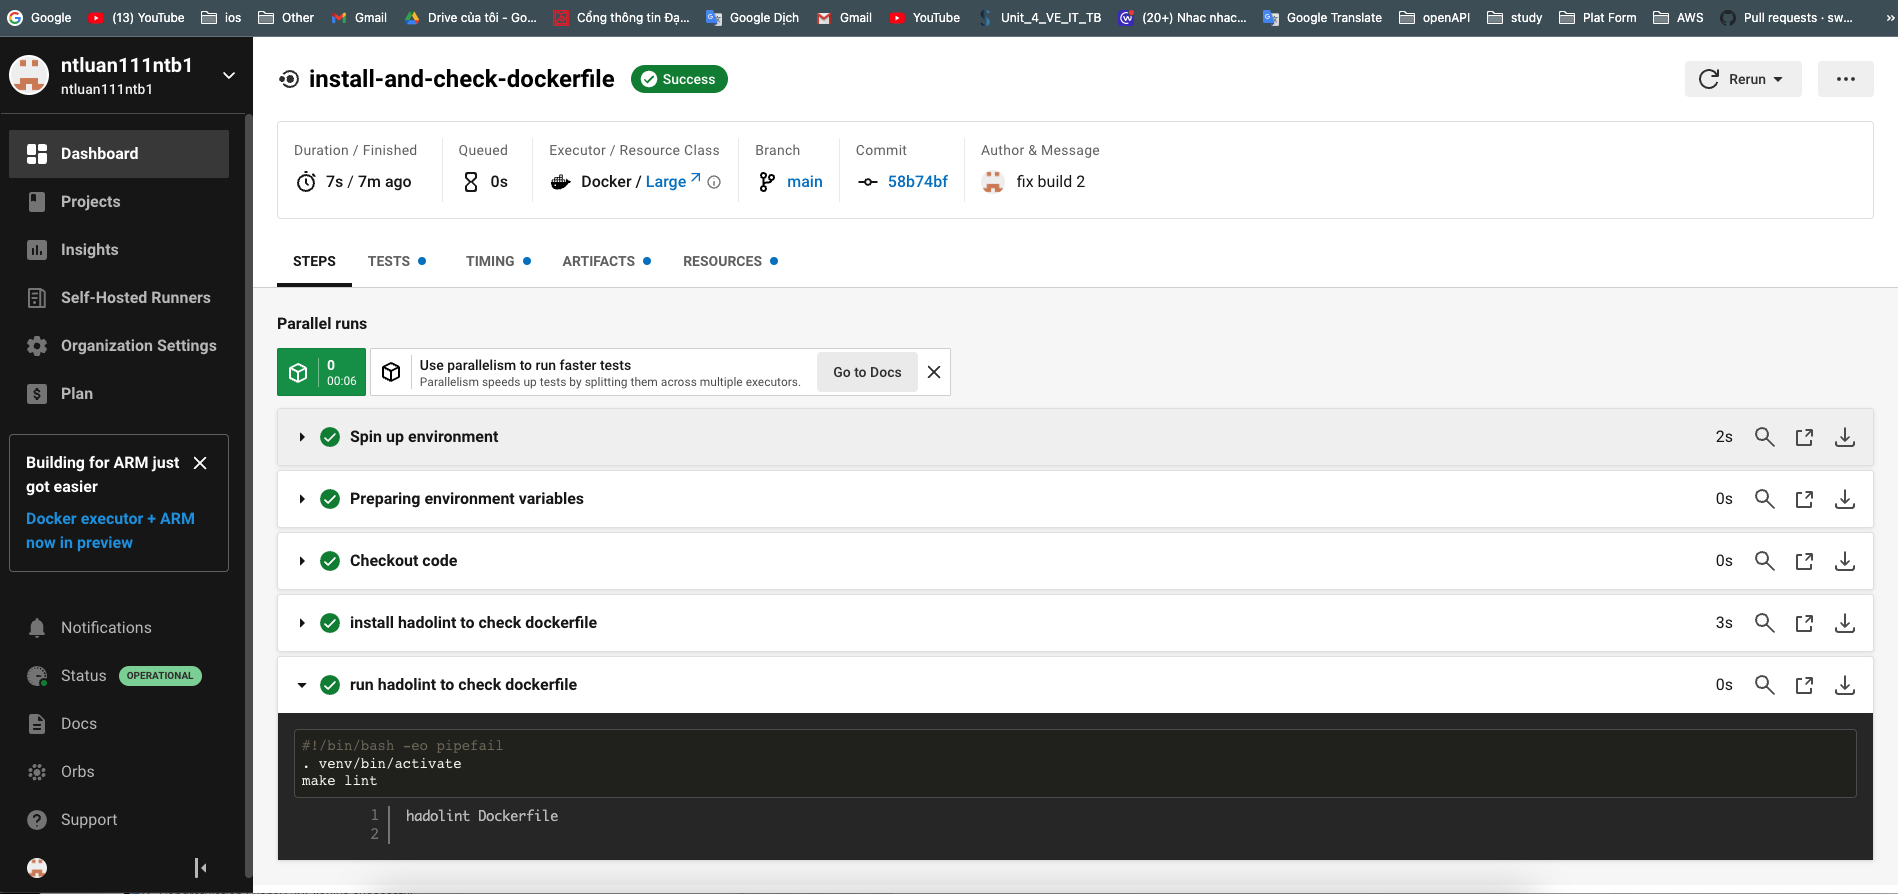 Google
(13) YouTube
ios
Other
Gmail
Drive của tôi - Go...
Cổng thông tin Đạ...
Google Dịch
Gmail
YouTube
Unit_4_VE_IT_TB
(20+) Nhac nhac...
Google Translate
openAPI
study
Plat Form
AWS
Pull requests · sw...
»
ntluan111ntb1
ntluan111ntb1
Dashboard
Projects
Insights
Self-Hosted Runners
Organization Settings
Plan
Building for ARM just
got easier
Docker executor + ARM
now in preview
Notifications
Status OPERATIONAL
Docs
Orbs
Support
install-and-check-dockerfile
Success
Rerun
Duration / Finished
7s / 7m ago
Queued
0s
Executor / Resource Class
Docker / Large
Branch
main
Commit
58b74bf
Author & Message
fix build 2
STEPS
TESTS
TIMING
ARTIFACTS
RESOURCES
Parallel runs
0
00:06
Use parallelism to run faster tests
Parallelism speeds up tests by splitting them across multiple executors.
Go to Docs
Spin up environment 2s
Preparing environment variables 0s
Checkout code 0s
install hadolint to check dockerfile 3s
run hadolint to check dockerfile 0s
#!/bin/bash -eo pipefail
. venv/bin/activate
make lint
1 hadolint Dockerfile
2